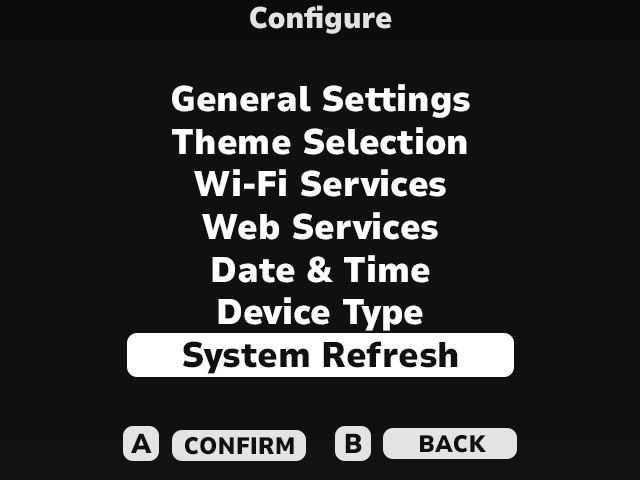 Configure
General Settings
Theme Selection
Wi-Fi Services
Web Services
Date & Time
Device Type
System Refresh
A CONFIRM B BACK